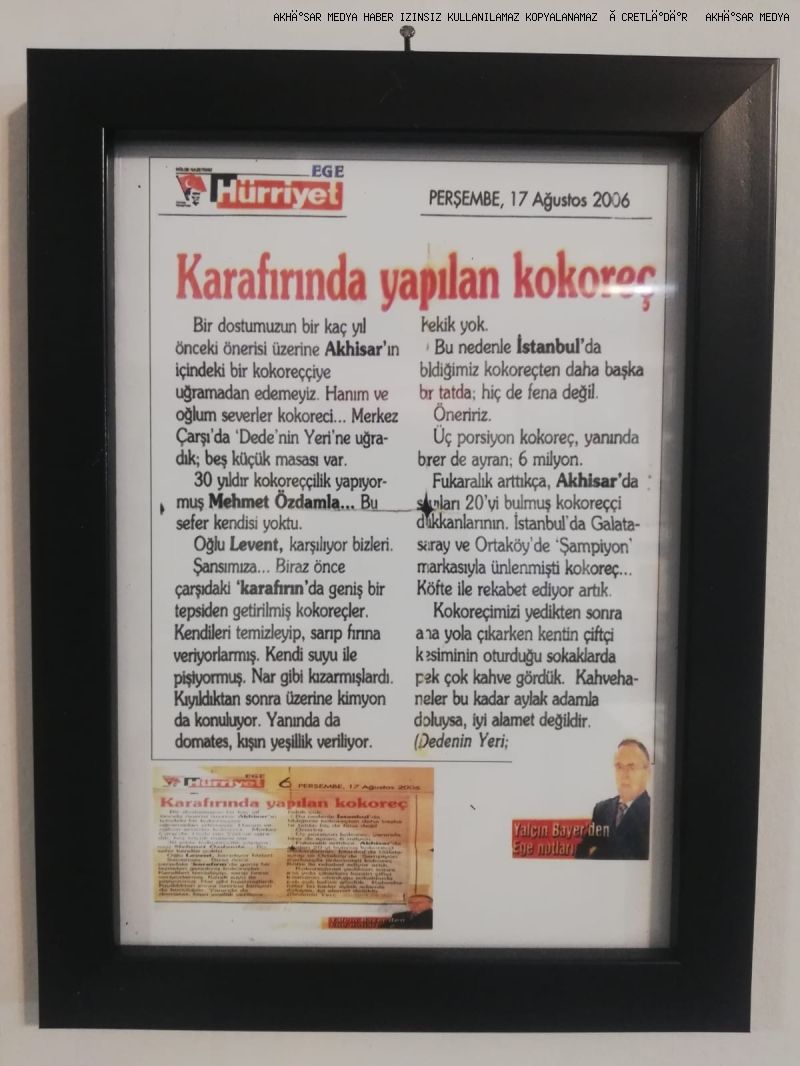 AKHÄ°SAR MEDYA HABER IZINSIZ KULLANILAMAZ KOPYALANAMAZ Ã CRETLÄ°DÄ°R AKHÄ°SAR MEDYA
EGE
Hürriyet
PERŞEMBE, 17 Ağustos 2006
Karafırında yapılan kokoreç
Bir dostumuzun bir kaç yıl
önceki önerisi üzerine Akhisar'ın
içindeki bir kokoreççiye
uğramadan edemeyiz. Hanım ve
oğlum severler kokoreci... Merkez
Çarşı'da 'Dede'nin Yeri'ne uğra-
dık; beş küçük masası var.
30 yıldır kokoreççilik yapıyor-
muş Mehmet Özdamla... Bu
sefer kendisi yoktu.
Oğlu Levent, karşılıyor bizleri.
Şansımıza... Biraz önce
çarşıdaki 'karafırın'da geniş bir
tepsiden getirilmiş kokoreçler.
Kendileri temizleyip, sarıp fırına
veriyorlarmış. Kendi suyu ile
pişiyormuş. Nar gibi kızarmışlardı.
Kıyıldıktan sonra üzerine kimyon
da konuluyor. Yanında da
domates, kışın yeşillik veriliyor.
kekik yok.
Bu nedenle İstanbul'da
bildiğimiz kokoreçten daha başka
bir tatda; hiç de fena değil.
Öneririz.
Üç porsiyon kokoreç, yanında
birer de ayran; 6 milyon.
Fukaralık arttıkça, Akhisar'da
sayıları 20'yi bulmuş kokoreççi
dükkanlarının. İstanbul'da Galata-
saray ve Ortaköy'de 'Şampiyon'
markasıyla ünlenmişti kokoreç...
Köfte ile rekabet ediyor artık.
Kokoreçimizi yedikten sonra
ana yola çıkarken kentin çiftçi
kesiminin oturduğu sokaklarda
pek çok kahve gördük. Kahveha-
neler bu kadar aylak adamla
doluysa, iyi alamet değildir.
(Dedenin Yeri;
Yalçın Bayer'den
Ege notları
EGE
Hürriyet
6 PERŞEMBE, 17 Ağustos 2006
Karafırında yapılan kokoreç